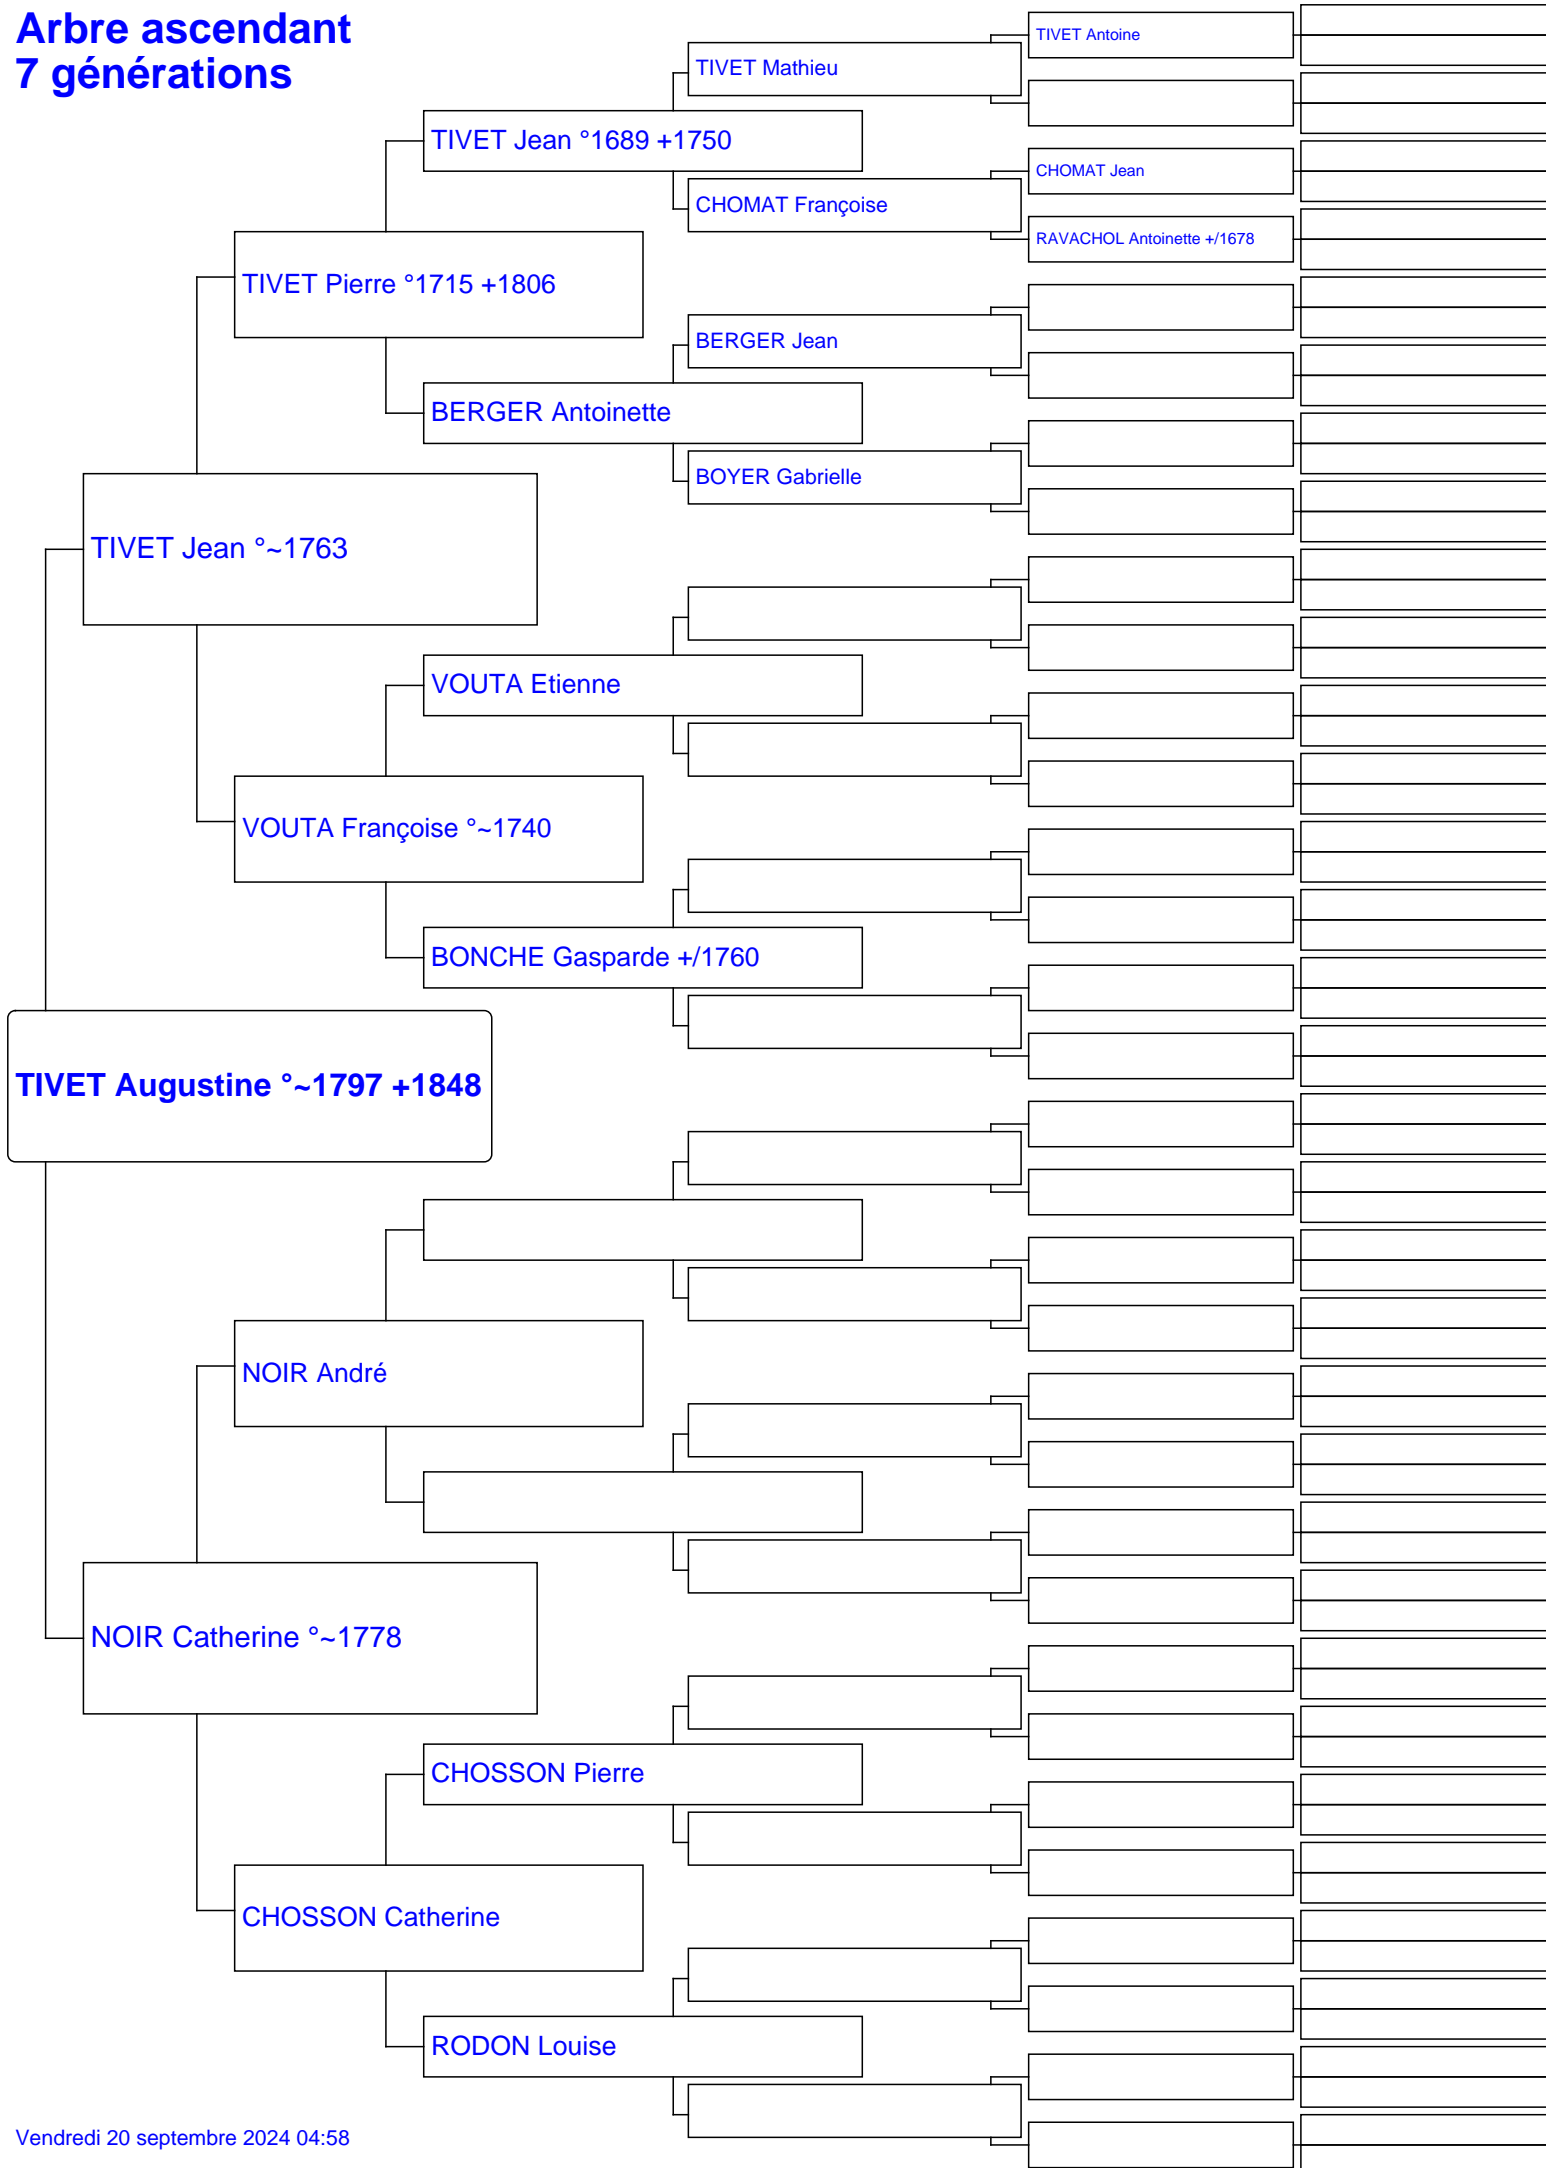 Arbre ascendant
7 générations
TIVET Antoine
TIVET Mathieu
TIVET Jean °1689 +1750
CHOMAT Jean
CHOMAT Françoise
RAVACHOL Antoinette +/1678
TIVET Pierre °1715 +1806
BERGER Jean
BERGER Antoinette
BOYER Gabrielle
TIVET Jean °~1763
VOUTA Etienne
VOUTA Françoise °~1740
BONCHE Gasparde +/1760
TIVET Augustine °~1797 +1848
NOIR André
NOIR Catherine °~1778
CHOSSON Pierre
CHOSSON Catherine
RODON Louise
Vendredi 20 septembre 2024 04:58